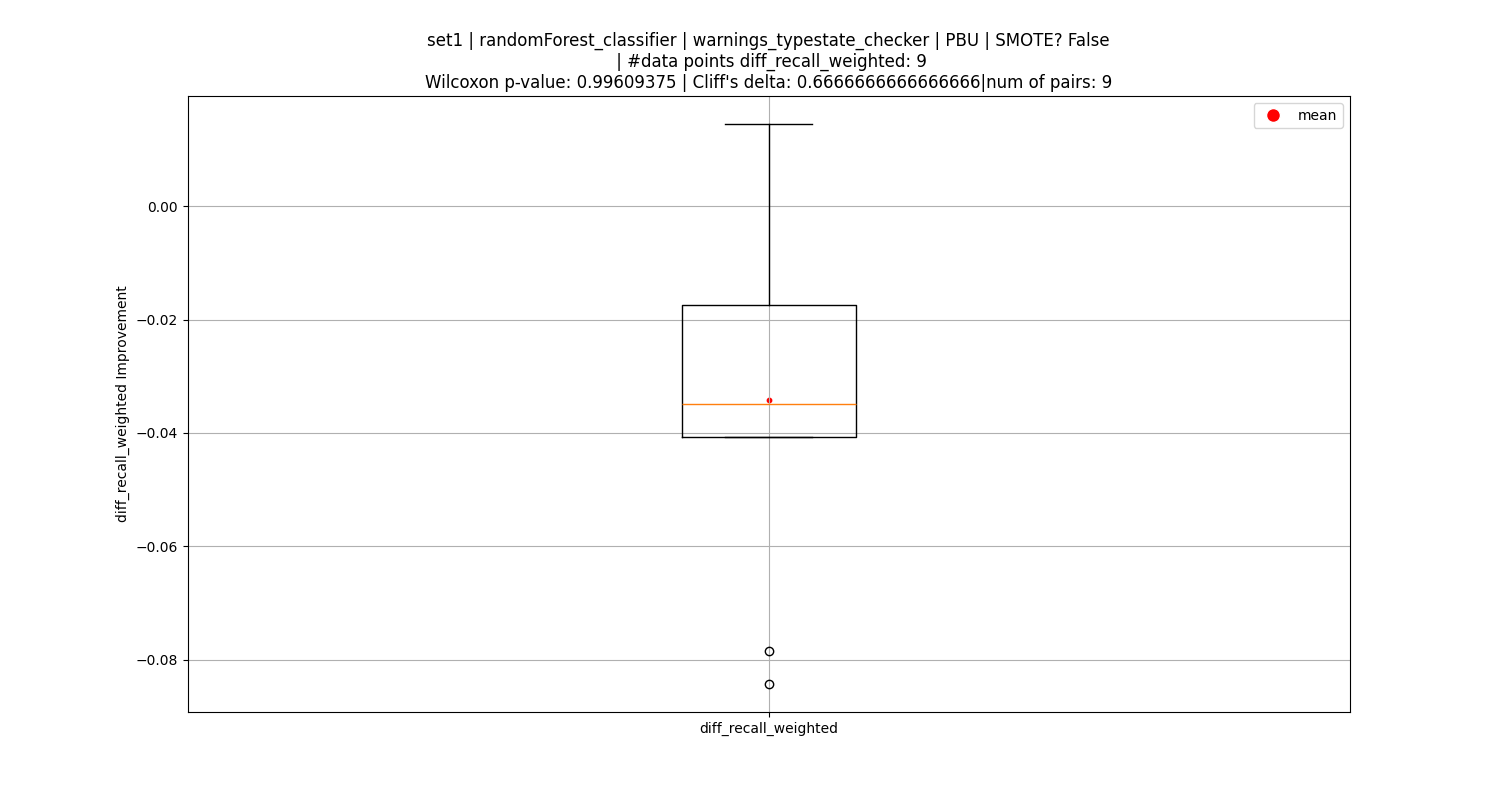 set1 | randomForest_classifier | warnings_typestate_checker | PBU | SMOTE? False
| #data points diff_recall_weighted: 9
Wilcoxon p-value: 0.99609375 | Cliff's delta: 0.6666666666666666|num of pairs: 9
mean
0.00
−0.02
−0.04
−0.06
−0.08
diff_recall_weighted Improvement
diff_recall_weighted